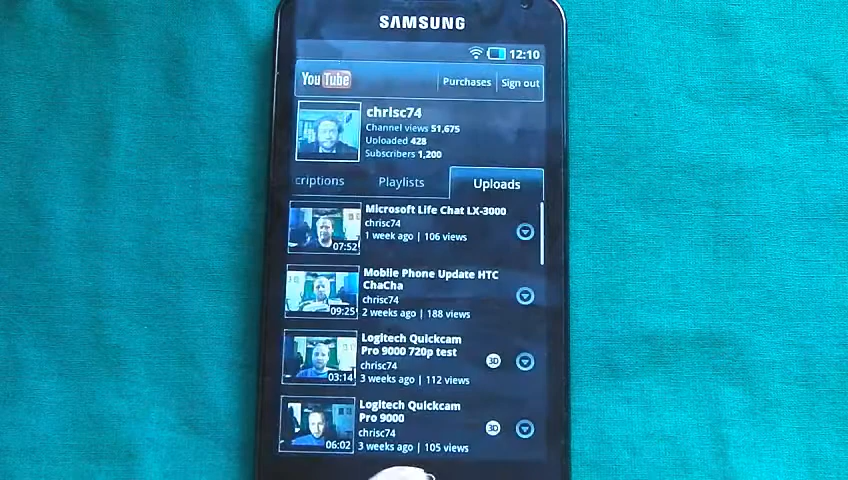 SAMSUNG
12:10
YouTube
Purchases
Sign out
chrisc74
Channel views 51,675
Uploaded 428
Subscribers 1,200
criptions
Playlists
Uploads
Microsoft Life Chat LX-3000
chrisc74
1 week ago | 106 views
07:52
Mobile Phone Update HTC
ChaCha
chrisc74
2 weeks ago | 188 views
09:25
Logitech Quickcam
Pro 9000 720p test
chrisc74
3D
3 weeks ago | 112 views
03:14
Logitech Quickcam
Pro 9000
chrisc74
3D
3 weeks ago | 105 views
06:02